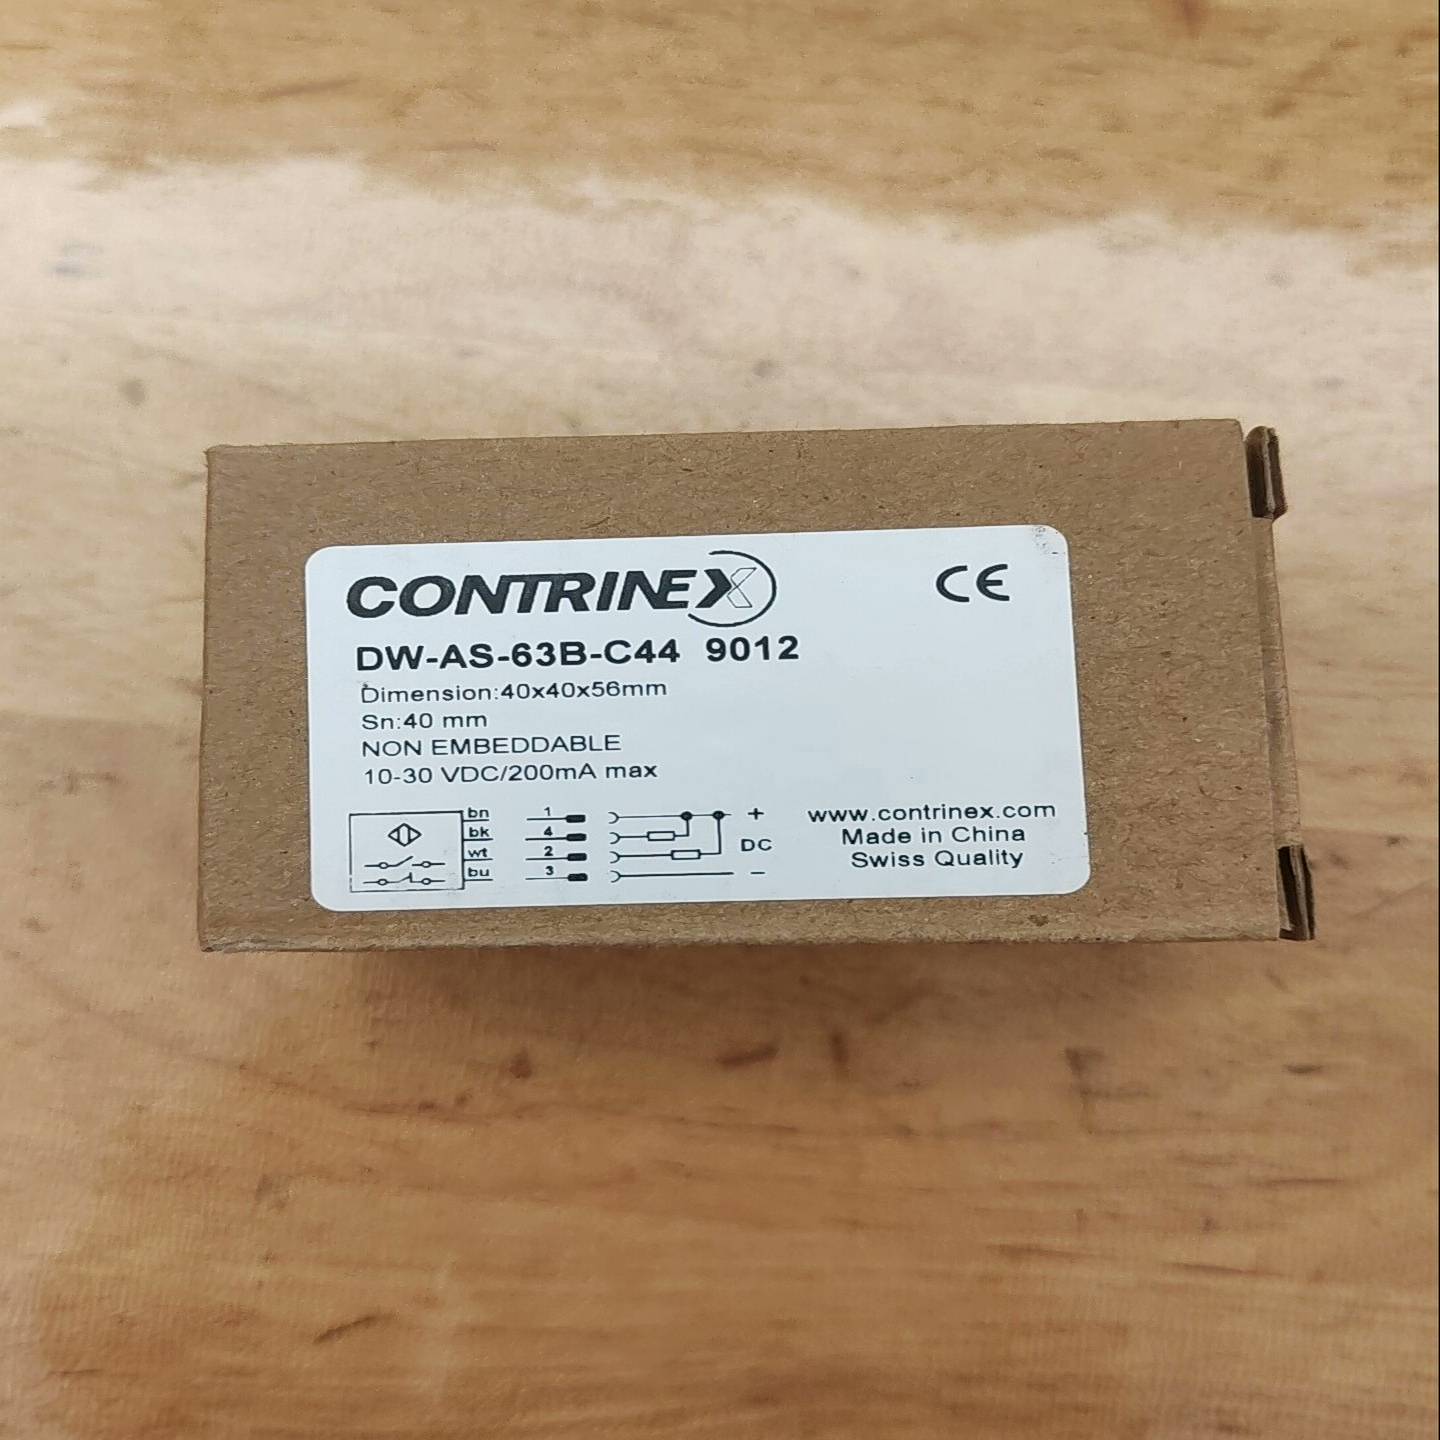 CONTRINEX
CE
DW-AS-63B-C44 9012
Dimension:40x40x56mm
Sn:40 mm
NON EMBEDDABLE
10-30 VDC/200mA max
bn 1 +
bk 4
wt 2 DC
bu 3 -
www.contrinex.com
Made in China
Swiss Quality